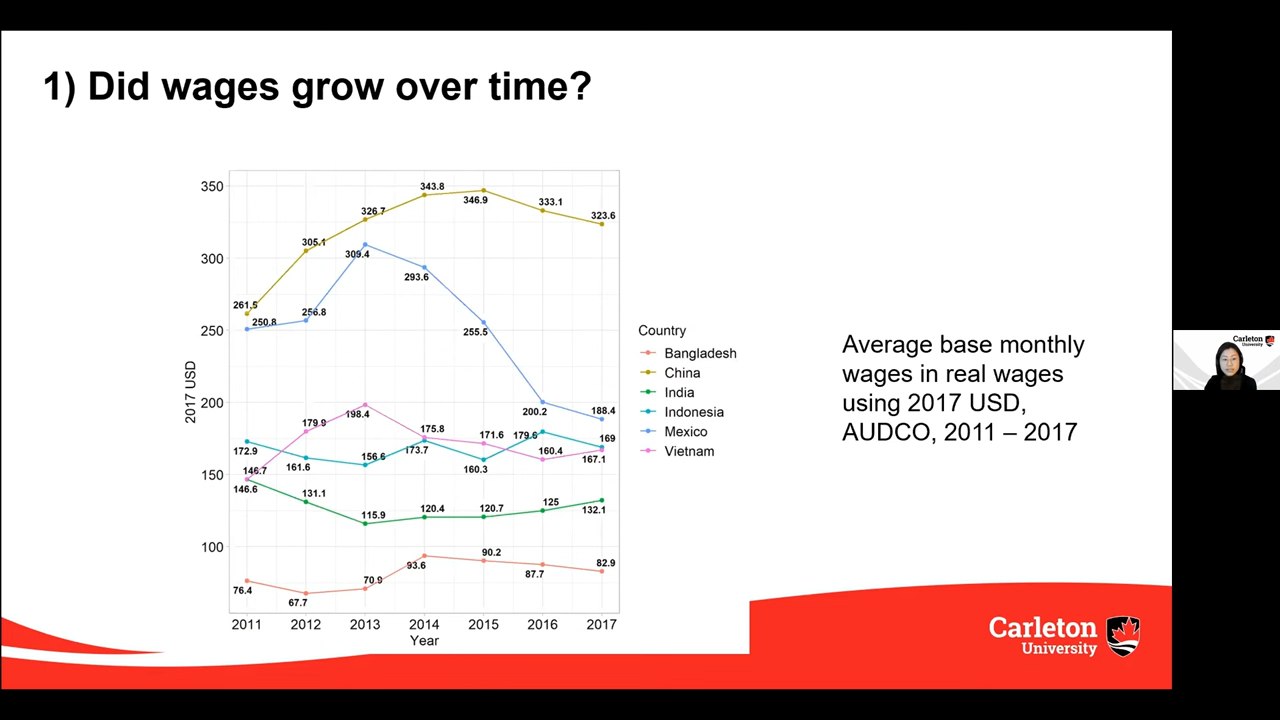 1) Did wages grow over time?
350
300
250
200
150
100
2017 USD
261.5
305.1
326.7
343.8
346.9
333.1
323.6
250.8
256.8
309.4
293.6
255.5
200.2
188.4
172.9
161.6
156.6
173.7
160.3
179.6
169
146.7
179.9
198.4
175.8
171.6
160.4
167.1
146.6
131.1
115.9
120.4
120.7
125
132.1
76.4
67.7
70.9
93.6
90.2
87.7
82.9
2011 2012 2013 2014 2015 2016 2017
Year
Country
Bangladesh
China
India
Indonesia
Mexico
Vietnam
Average base monthly
wages in real wages
using 2017 USD,
AUDCO, 2011 – 2017
Carleton
University
Carleton
University